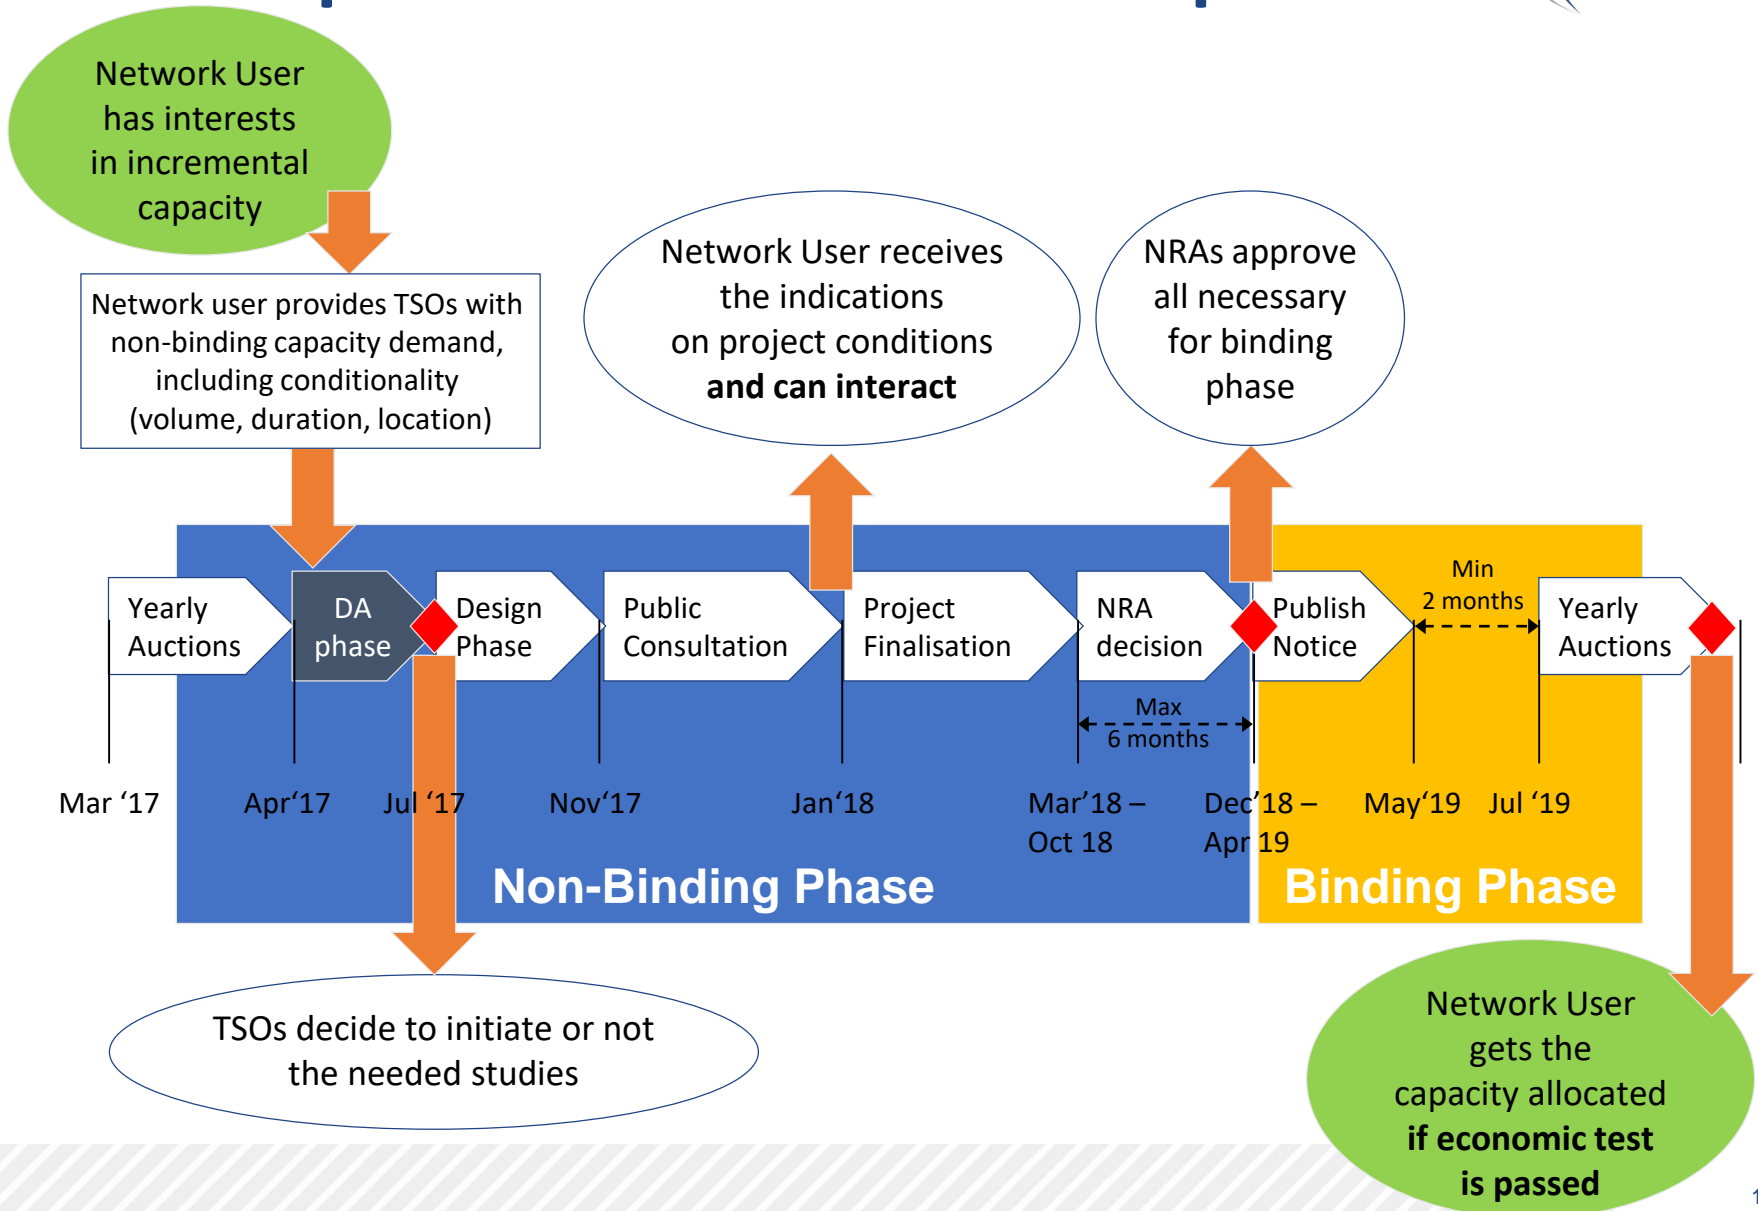 Network User
has interests
in incremental
capacity
Network user provides TSOs with
non-binding capacity demand,
including conditionality
(volume, duration, location)
Network User receives
the indications
on project conditions
and can interact
NRAs approve
all necessary
for binding
phase
Yearly
Auctions
DA
phase
Design
Phase
Public
Consultation
Project
Finalisation
NRA
decision
Publish
Notice
Min
2 months
Yearly
Auctions
Max
6 months
Mar ‘17
Apr‘17
Jul ‘17
Nov‘17
Jan‘18
Mar’18 –
Oct 18
Dec’18 –
Apr 19
May‘19
Jul ‘19
Non-Binding Phase
Binding Phase
TSOs decide to initiate or not
the needed studies
Network User
gets the
capacity allocated
if economic test
is passed